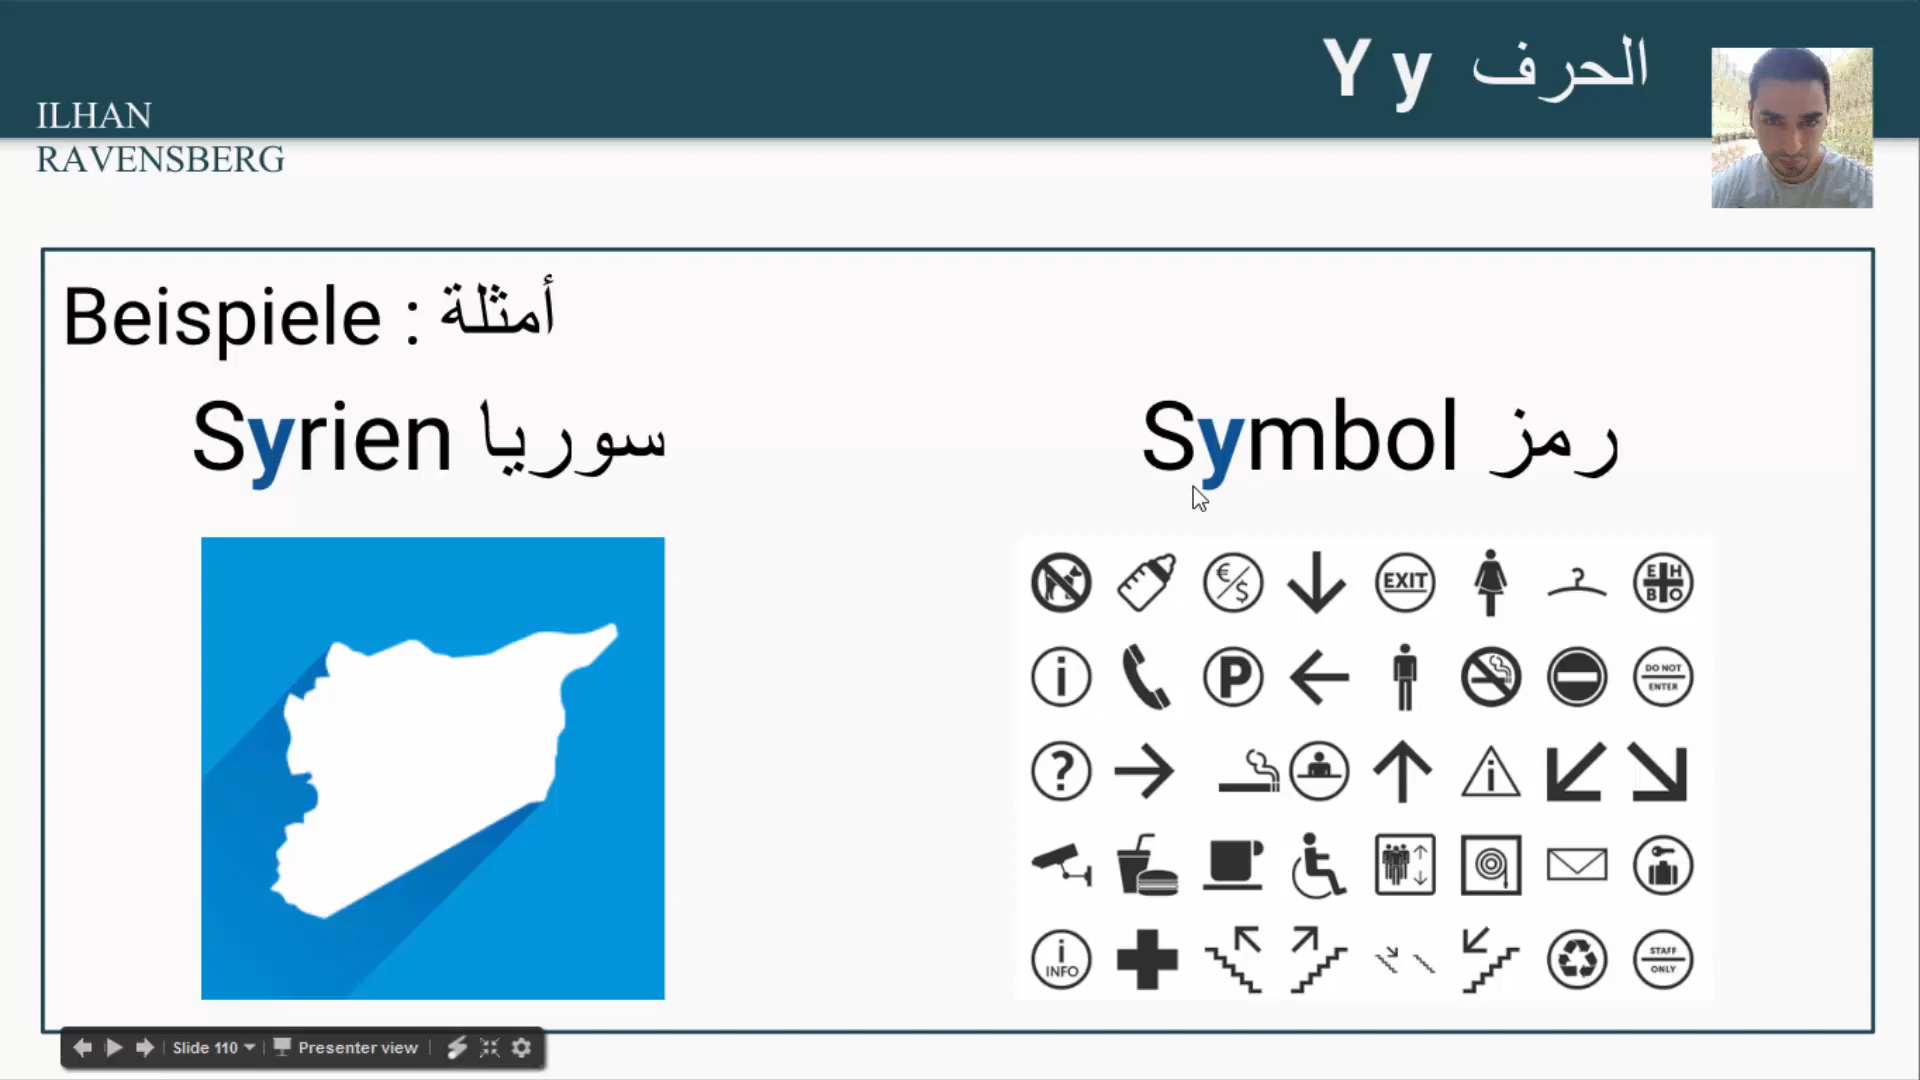 الحرف Y y
ILHAN
RAVENSBERG
Beispiele : أمثلة
Syrien سوريا
Symbol رمز
€ $
EXIT
E H B O
i
P
DO NOT ENTER
?
i
i INFO
STAFF ONLY
Slide 110
Presenter view